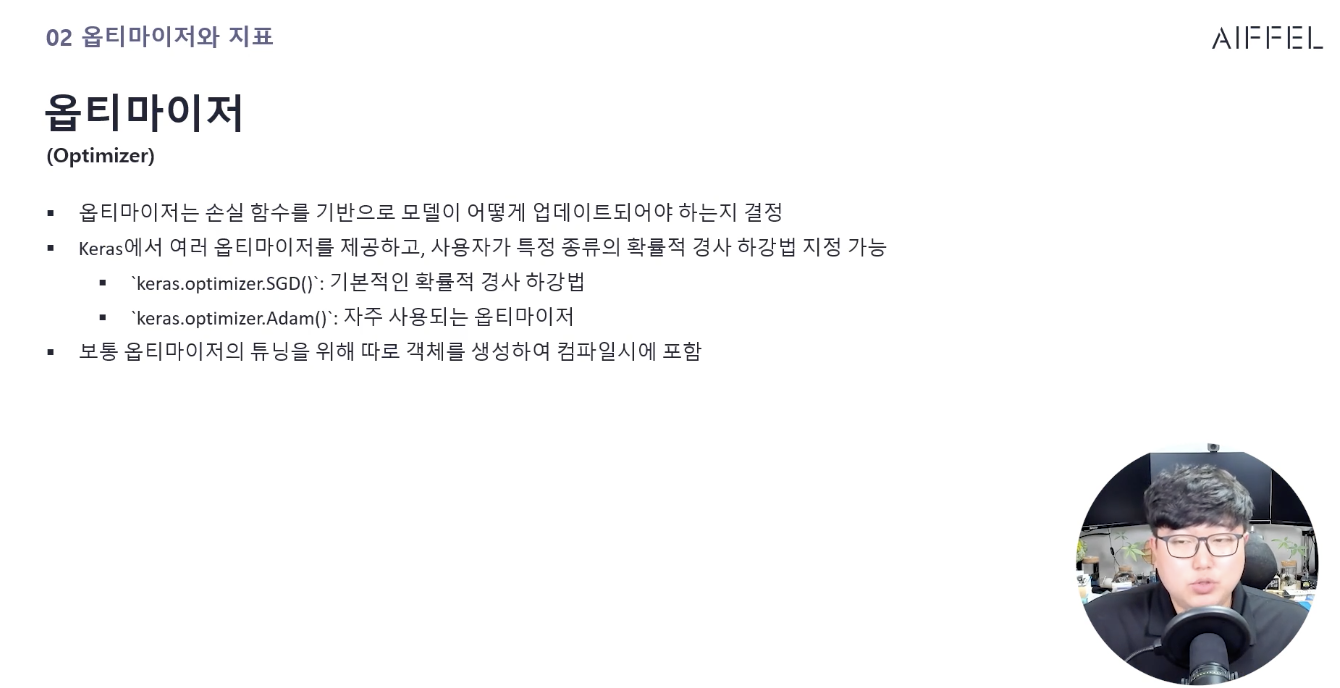 02 옵티마이저와 지표
AIFFEL
옵티마이저
(Optimizer)
▪ 옵티마이저는 손실 함수를 기반으로 모델이 어떻게 업데이트되어야 하는지 결정
▪ Keras에서 여러 옵티마이저를 제공하고, 사용자가 특정 종류의 확률적 경사 하강법 지정 가능
▪ `keras.optimizer.SGD()`: 기본적인 확률적 경사 하강법
▪ `keras.optimizer.Adam()`: 자주 사용되는 옵티마이저
▪ 보통 옵티마이저의 튜닝을 위해 따로 객체를 생성하여 컴파일시에 포함